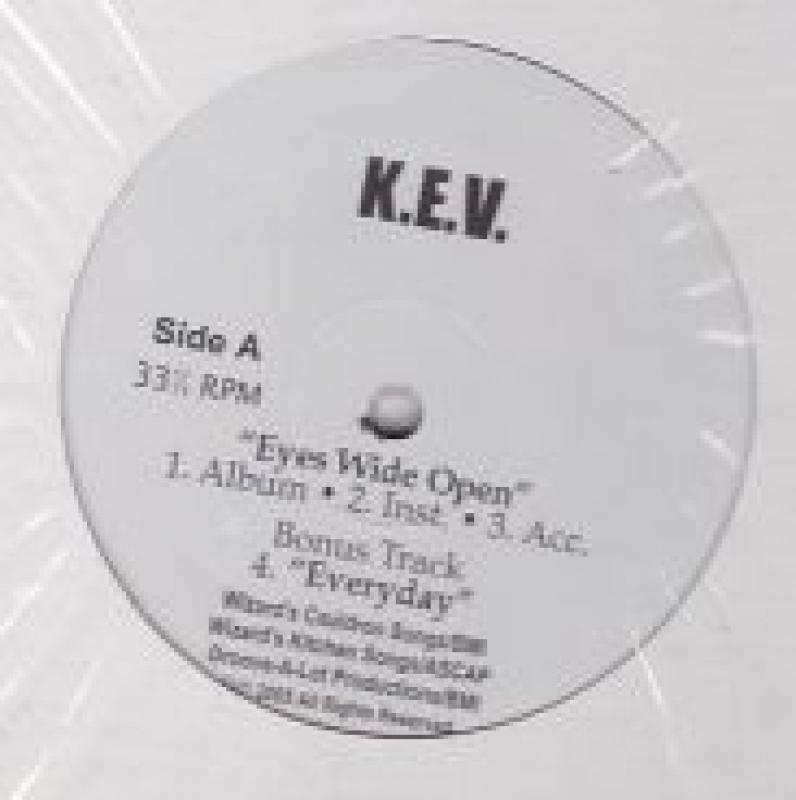 K.E.V.
Side A
33⅓ RPM
"Eyes Wide Open"
1. Album • 2. Inst. • 3. Acc.
Bonus Track
4. "Everyday"
Wizard's Cauldron Songs/BMI
Wizard's Kitchen Songs/ASCAP
Groove-A-Lot Productions/BMI
All Rights Reserved